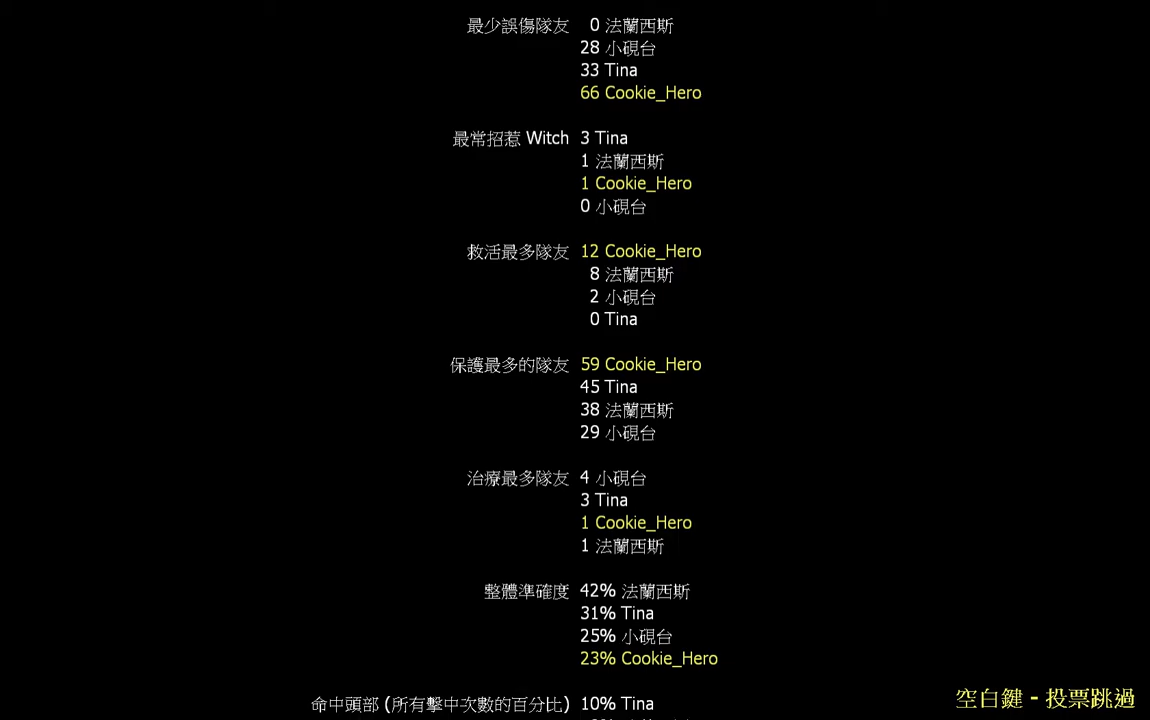 最少誤傷隊友 0 法蘭西斯
28 小硯台
33 Tina
66 Cookie_Hero
最常招惹 Witch 3 Tina
1 法蘭西斯
1 Cookie_Hero
0 小硯台
救活最多隊友 12 Cookie_Hero
8 法蘭西斯
2 小硯台
0 Tina
保護最多的隊友 59 Cookie_Hero
45 Tina
38 法蘭西斯
29 小硯台
治療最多隊友 4 小硯台
3 Tina
1 Cookie_Hero
1 法蘭西斯
整體準確度 42% 法蘭西斯
31% Tina
25% 小硯台
23% Cookie_Hero
命中頭部 (所有擊中次數的百分比) 10% Tina
空白鍵 - 投票跳過